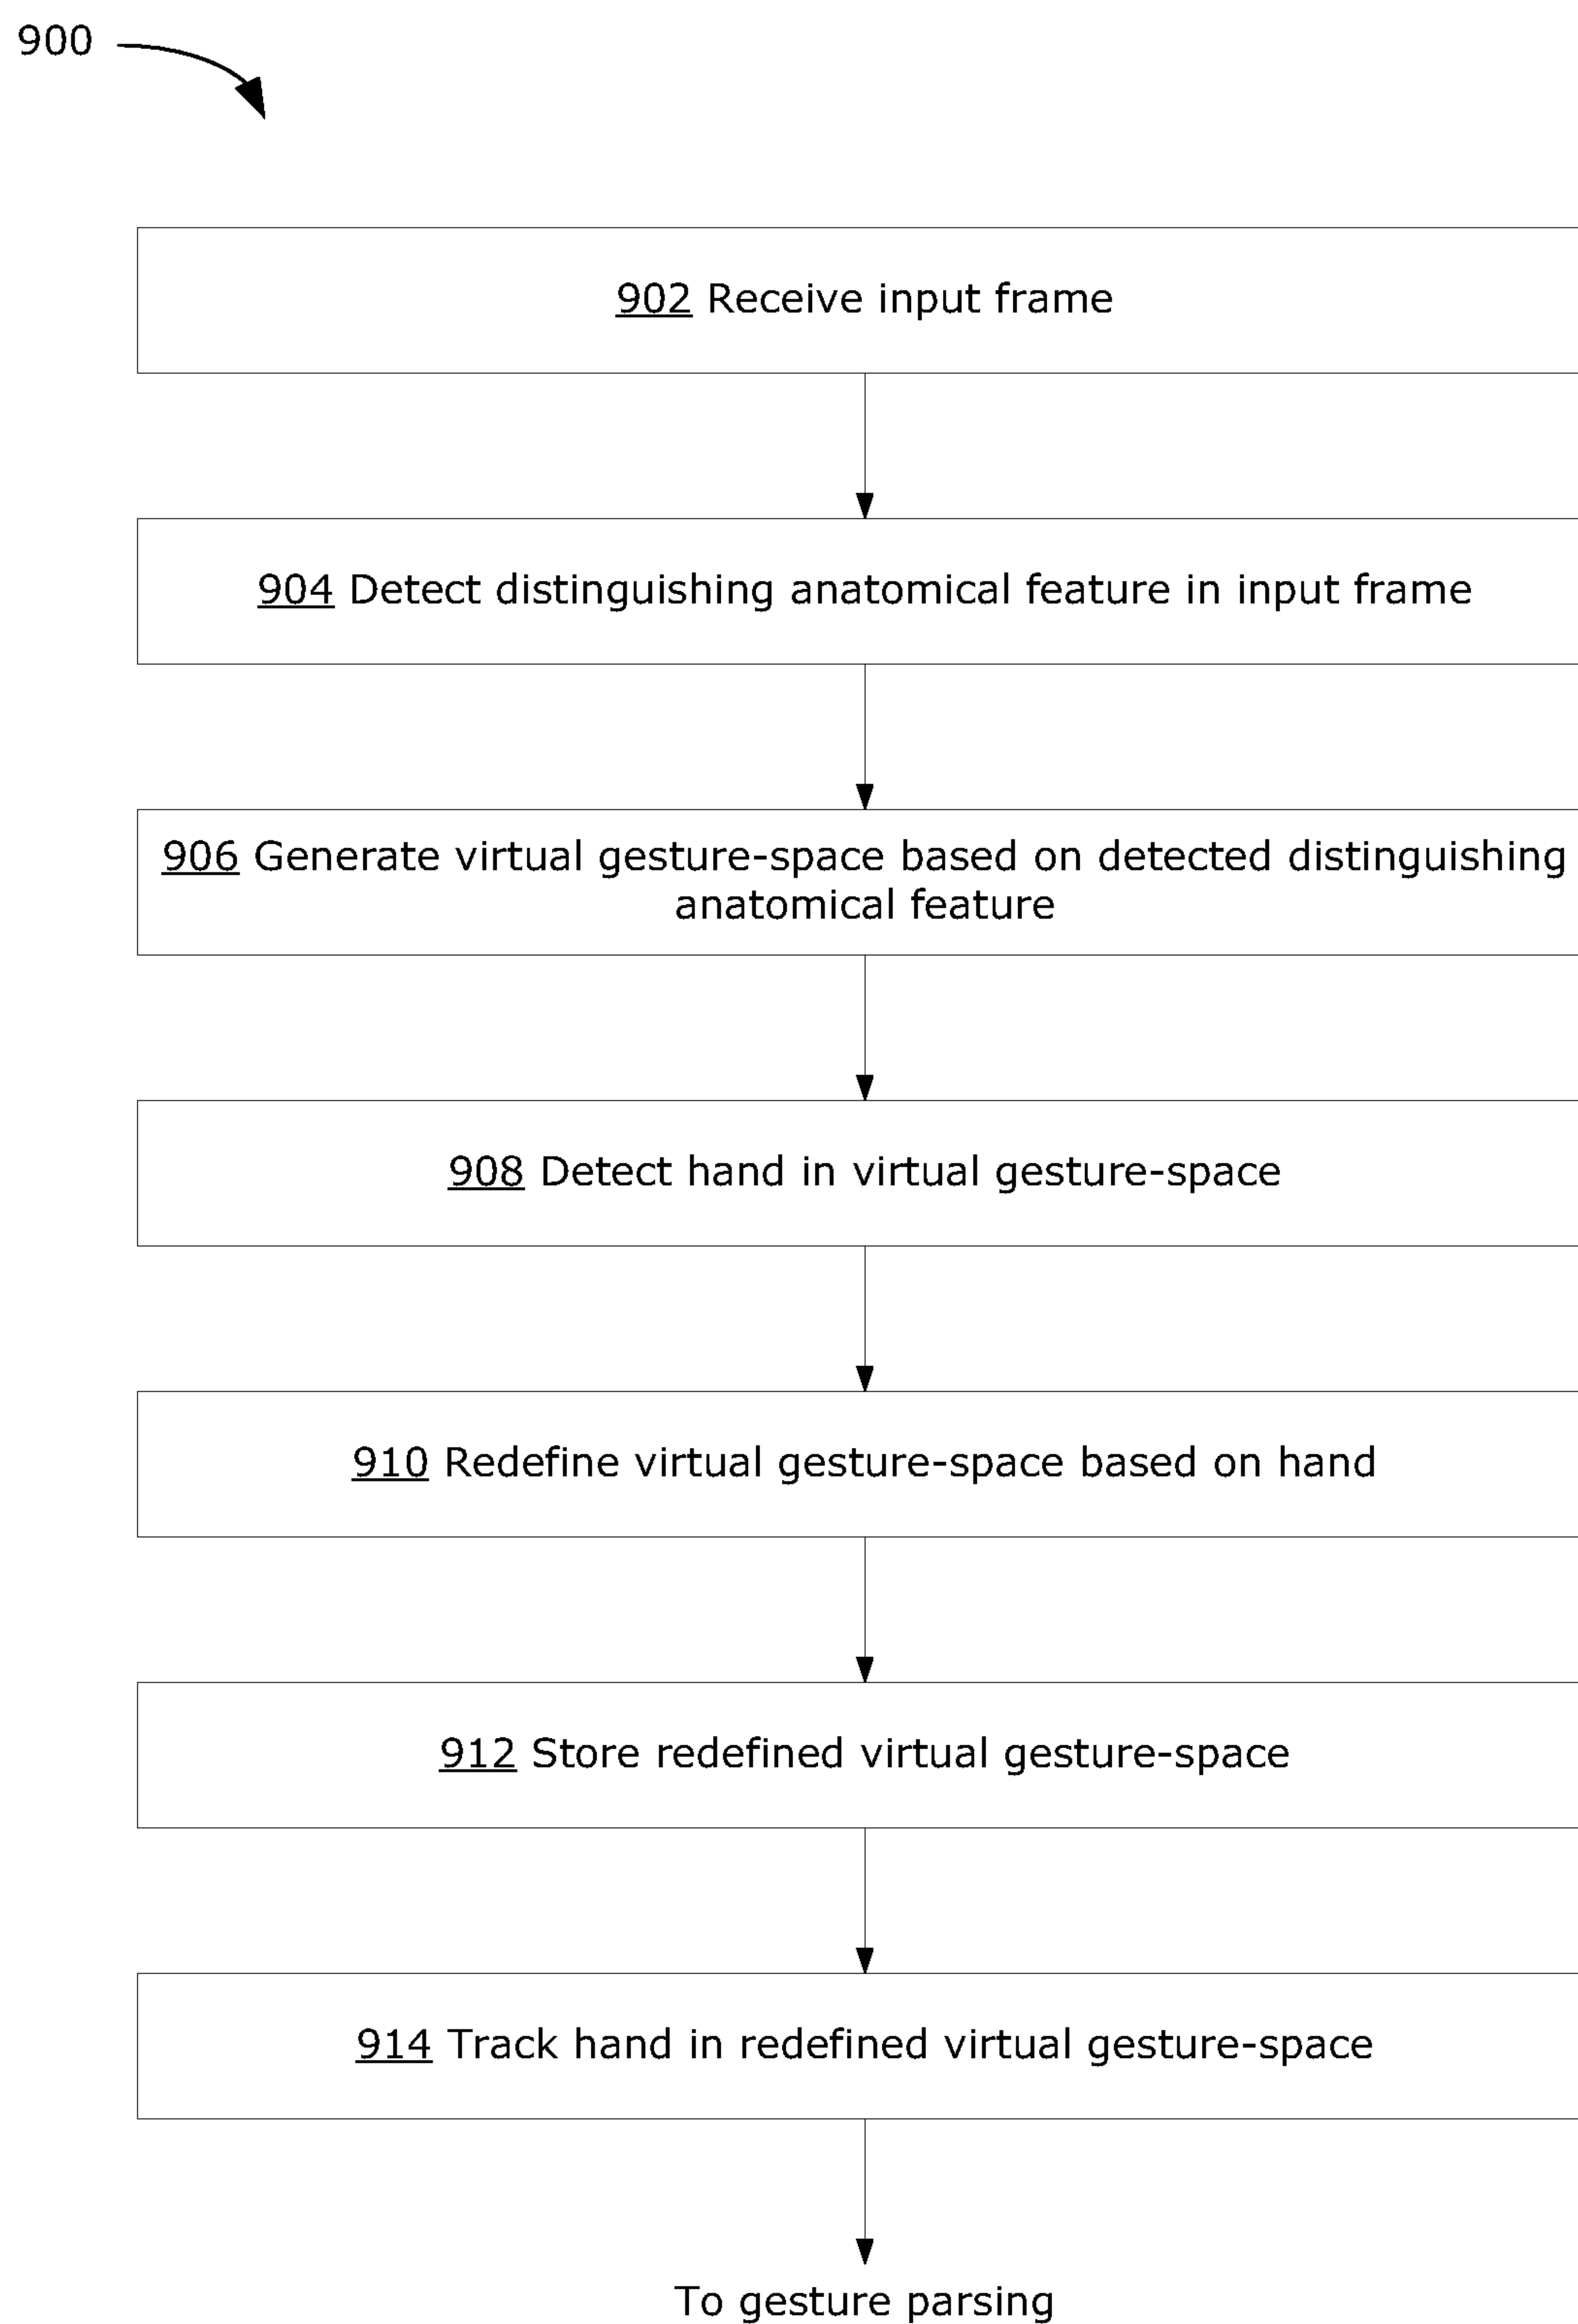 900
902 Receive input frame
904 Detect distinguishing anatomical feature in input frame
906 Generate virtual gesture-space based on detected distinguishing
anatomical feature
908 Detect hand in virtual gesture-space
910 Redefine virtual gesture-space based on hand
912 Store redefined virtual gesture-space
914 Track hand in redefined virtual gesture-space
To gesture parsing